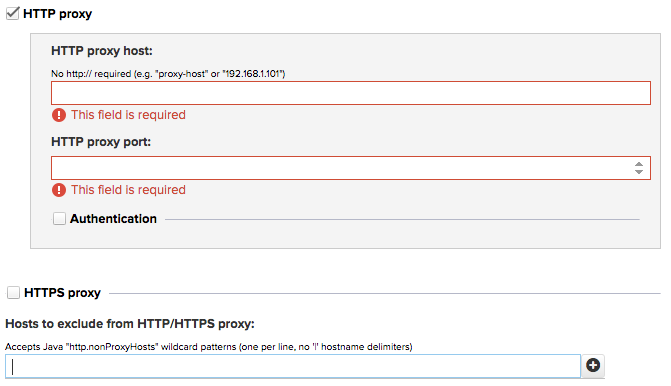 HTTP proxy
HTTP proxy host:
No http:// required (e.g. "proxy-host" or "192.168.1.101")
This field is required
HTTP proxy port:
This field is required
Authentication
HTTPS proxy
Hosts to exclude from HTTP/HTTPS proxy:
Accepts Java "http.nonProxyHosts" wildcard patterns (one per line, no '|' hostname delimiters)